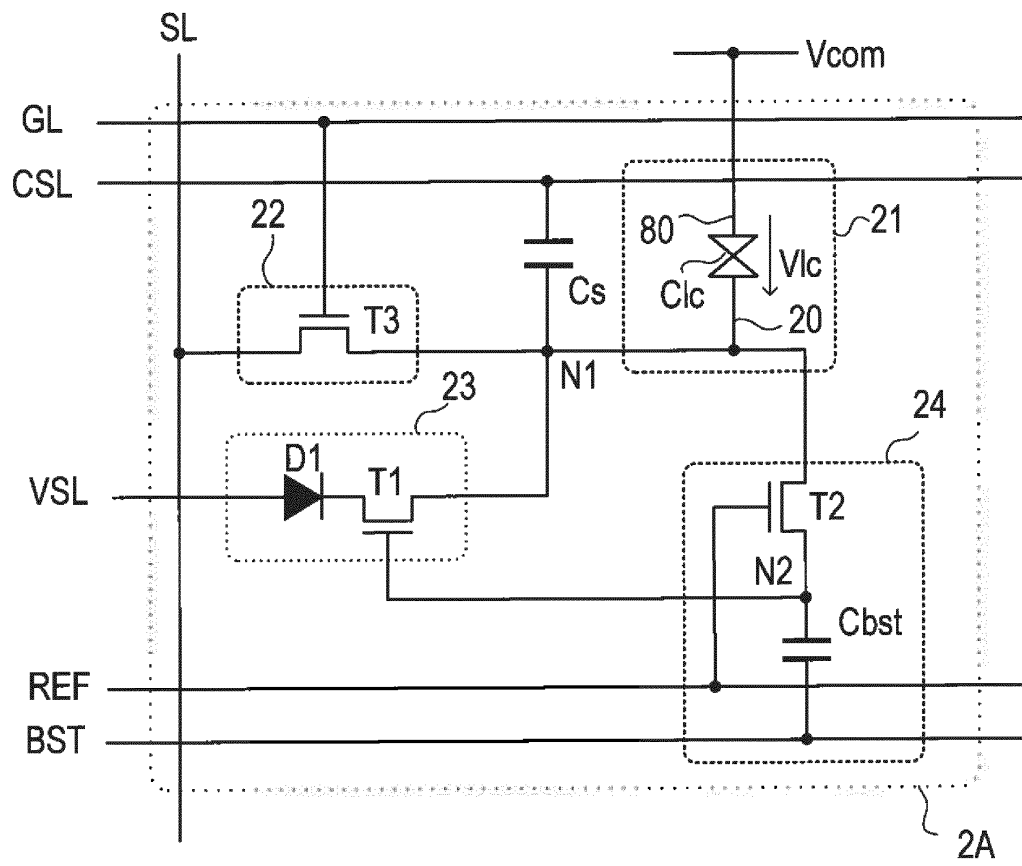 SL
Vcom
GL
CSL
22
80
21
Vlc
Cs
Clc
T3
20
N1
23
24
D1
T1
VSL
T2
N2
Cbst
REF
BST
2A